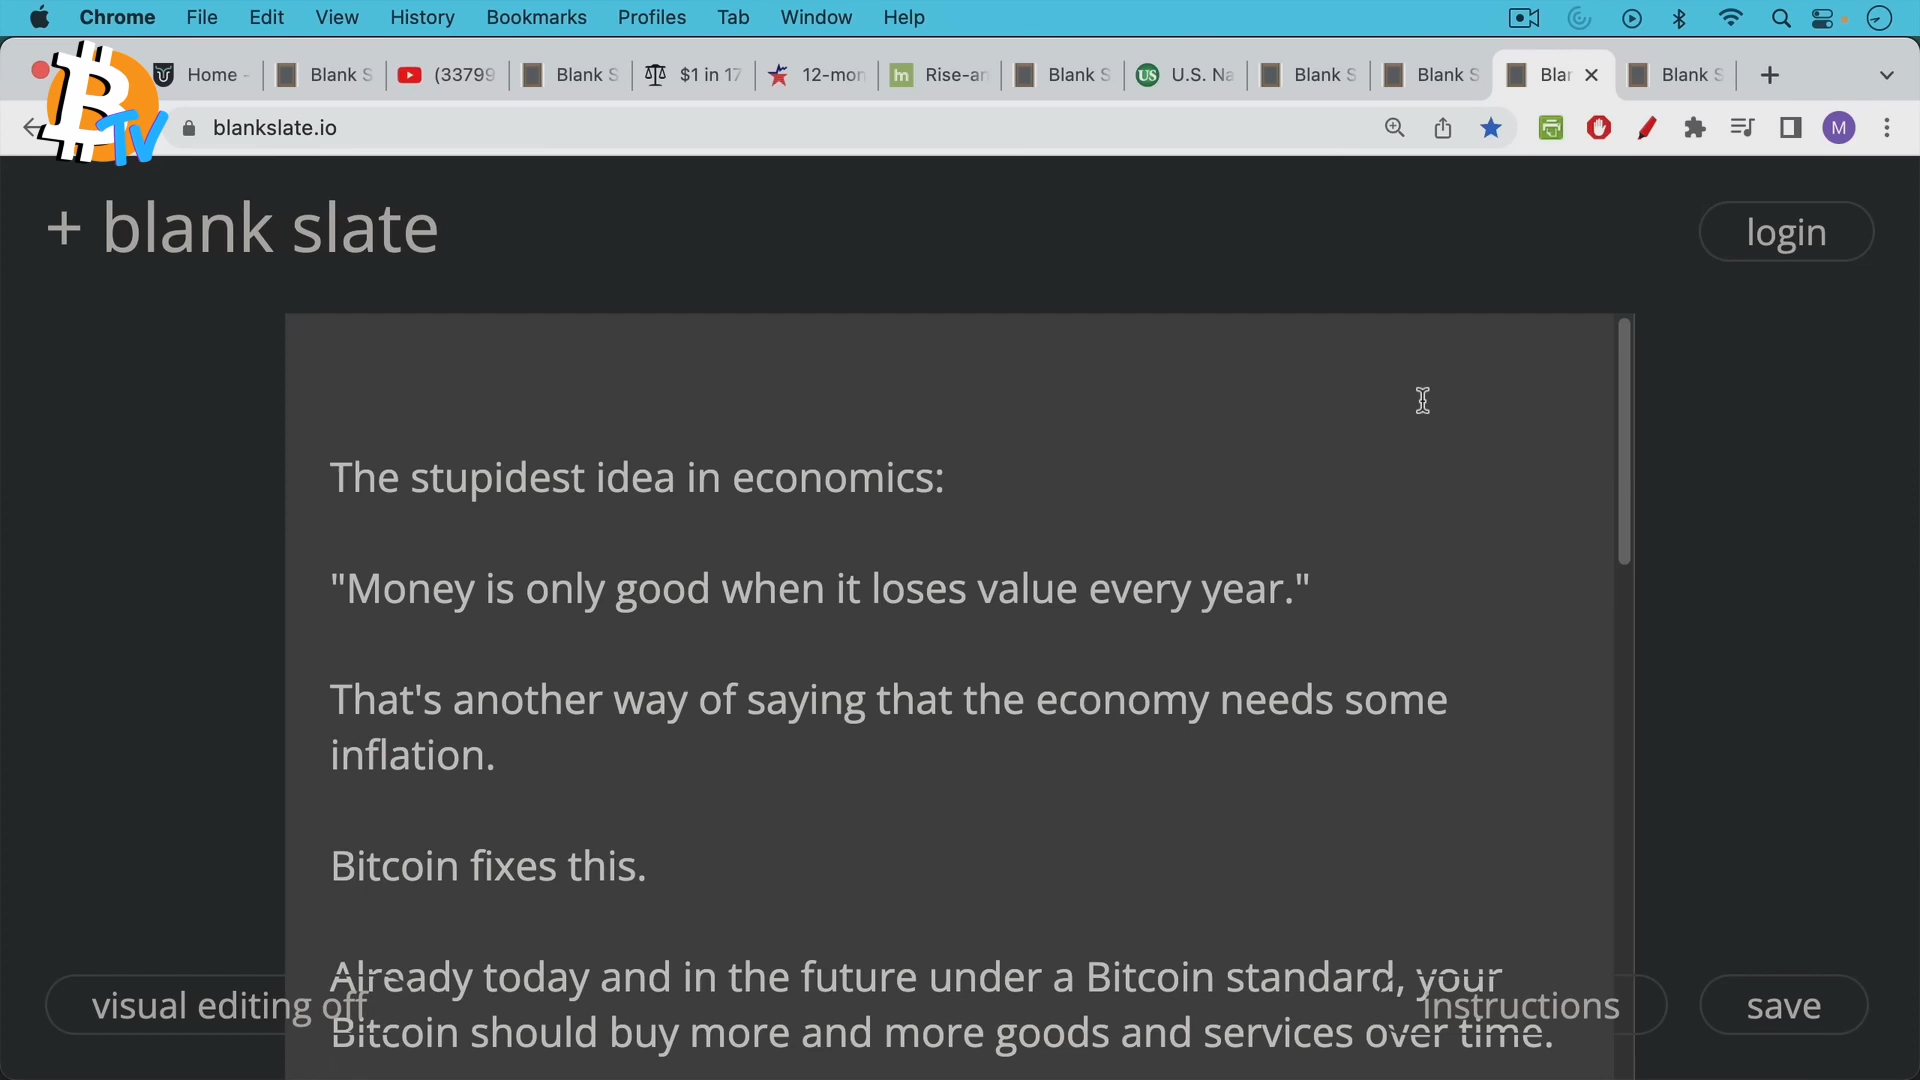 Chrome File Edit View History Bookmarks Profiles Tab Window Help
B TV
Home - Blank S (33799 Blank S $1 in 17 12-mon Rise-an Blank S US U.S. Na Blank S Blank S Blan Blank S
blankslate.io M
+ blank slate
login
The stupidest idea in economics:
"Money is only good when it loses value every year."
That's another way of saying that the economy needs some
inflation.
Bitcoin fixes this.
Already today and in the future under a Bitcoin standard, your
Bitcoin should buy more and more goods and services over time.
visual editing off
instructions
save